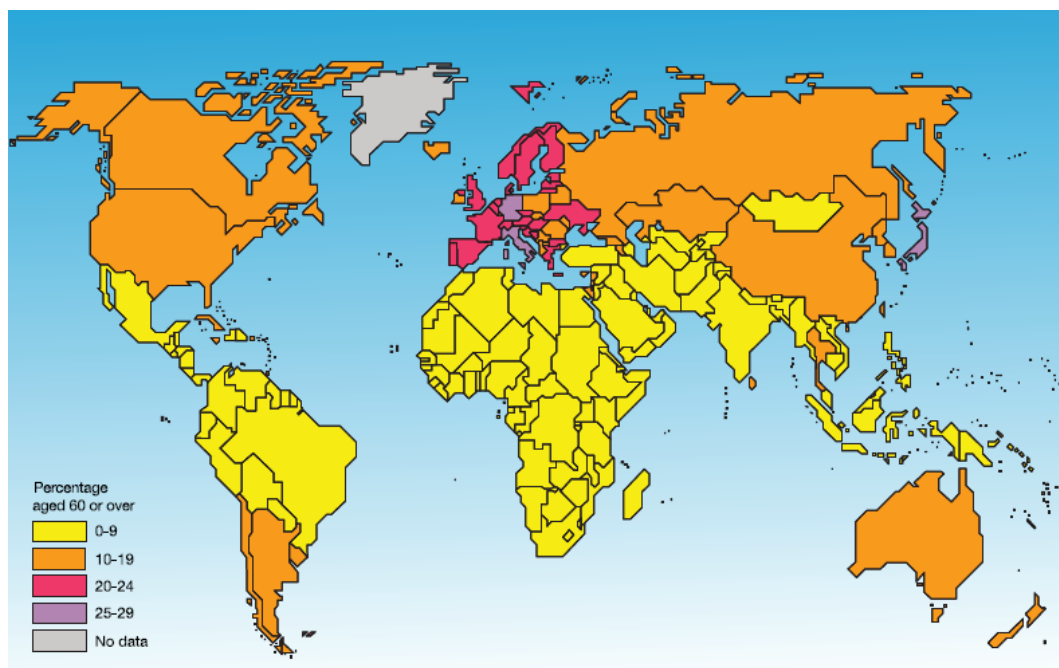 Percentage
aged 60 or over
0-9
10-19
20-24
25-29
No data